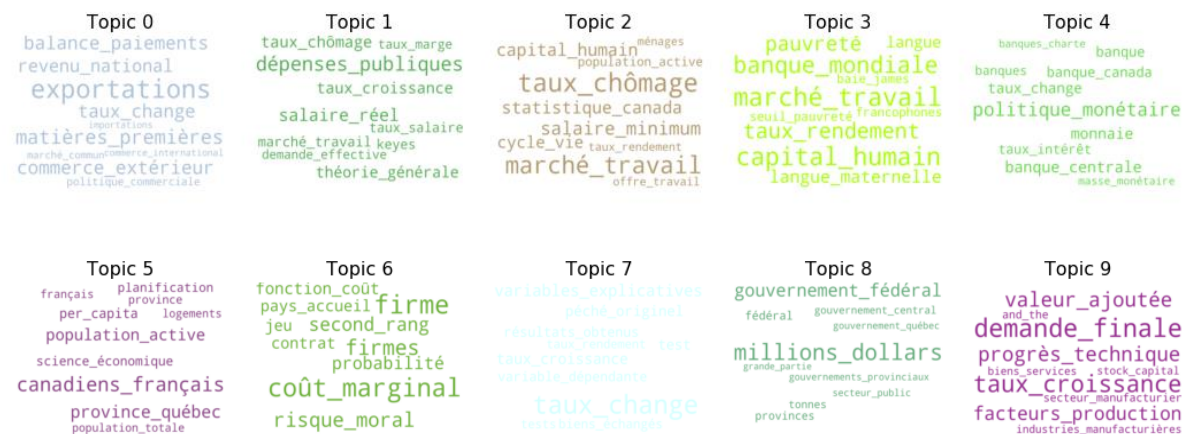 Topic 0
balance_paiements
revenu_national
exportations
taux_change
importations
matières_premières
marché_commun commerce_international
commerce_extérieur
politique_commerciale
Topic 1
taux_chômage taux_marge
dépenses_publiques
taux_croissance
salaire_réel
taux_salaire
marché_travail keyes
demande_effective
théorie_générale
Topic 2
capital_humain ménages
population_active
taux_chômage
statistique_canada
salaire_minimum
cycle_vie taux_rendement
marché_travail
offre_travail
Topic 3
pauvreté langue
banque_mondiale
baie_james
marché_travail
seuil_pauvreté francophones
taux_rendement
capital_humain
langue_maternelle
Topic 4
banques_charte
banque
banques banque_canada
taux_change
politique_monétaire
monnaie
taux_intérêt
banque_centrale
masse_monétaire
Topic 5
français planification
province
per_capita logements
population_active
science_économique
canadiens_français
province_québec
population_totale
Topic 6
fonction_coût
pays_accueil firme
jeu second_rang
contrat firmes
probabilité
coût_marginal
risque_moral
Topic 7
variables_explicatives
péché_originel
résultats_obtenus
taux_rendement test
taux_croissance
variable_dépendante
taux_change
tests biens_échangés
Topic 8
gouvernement_fédéral
fédéral gouvernement_central
gouvernement_québec
millions_dollars
grande_partie
gouvernements_provinciaux
secteur_public
tonnes
provinces
Topic 9
valeur_ajoutée
and_the
demande_finale
progrès_technique
biens_services stock_capital
taux_croissance
secteur_manufacturier
facteurs_production
industries_manufacturières